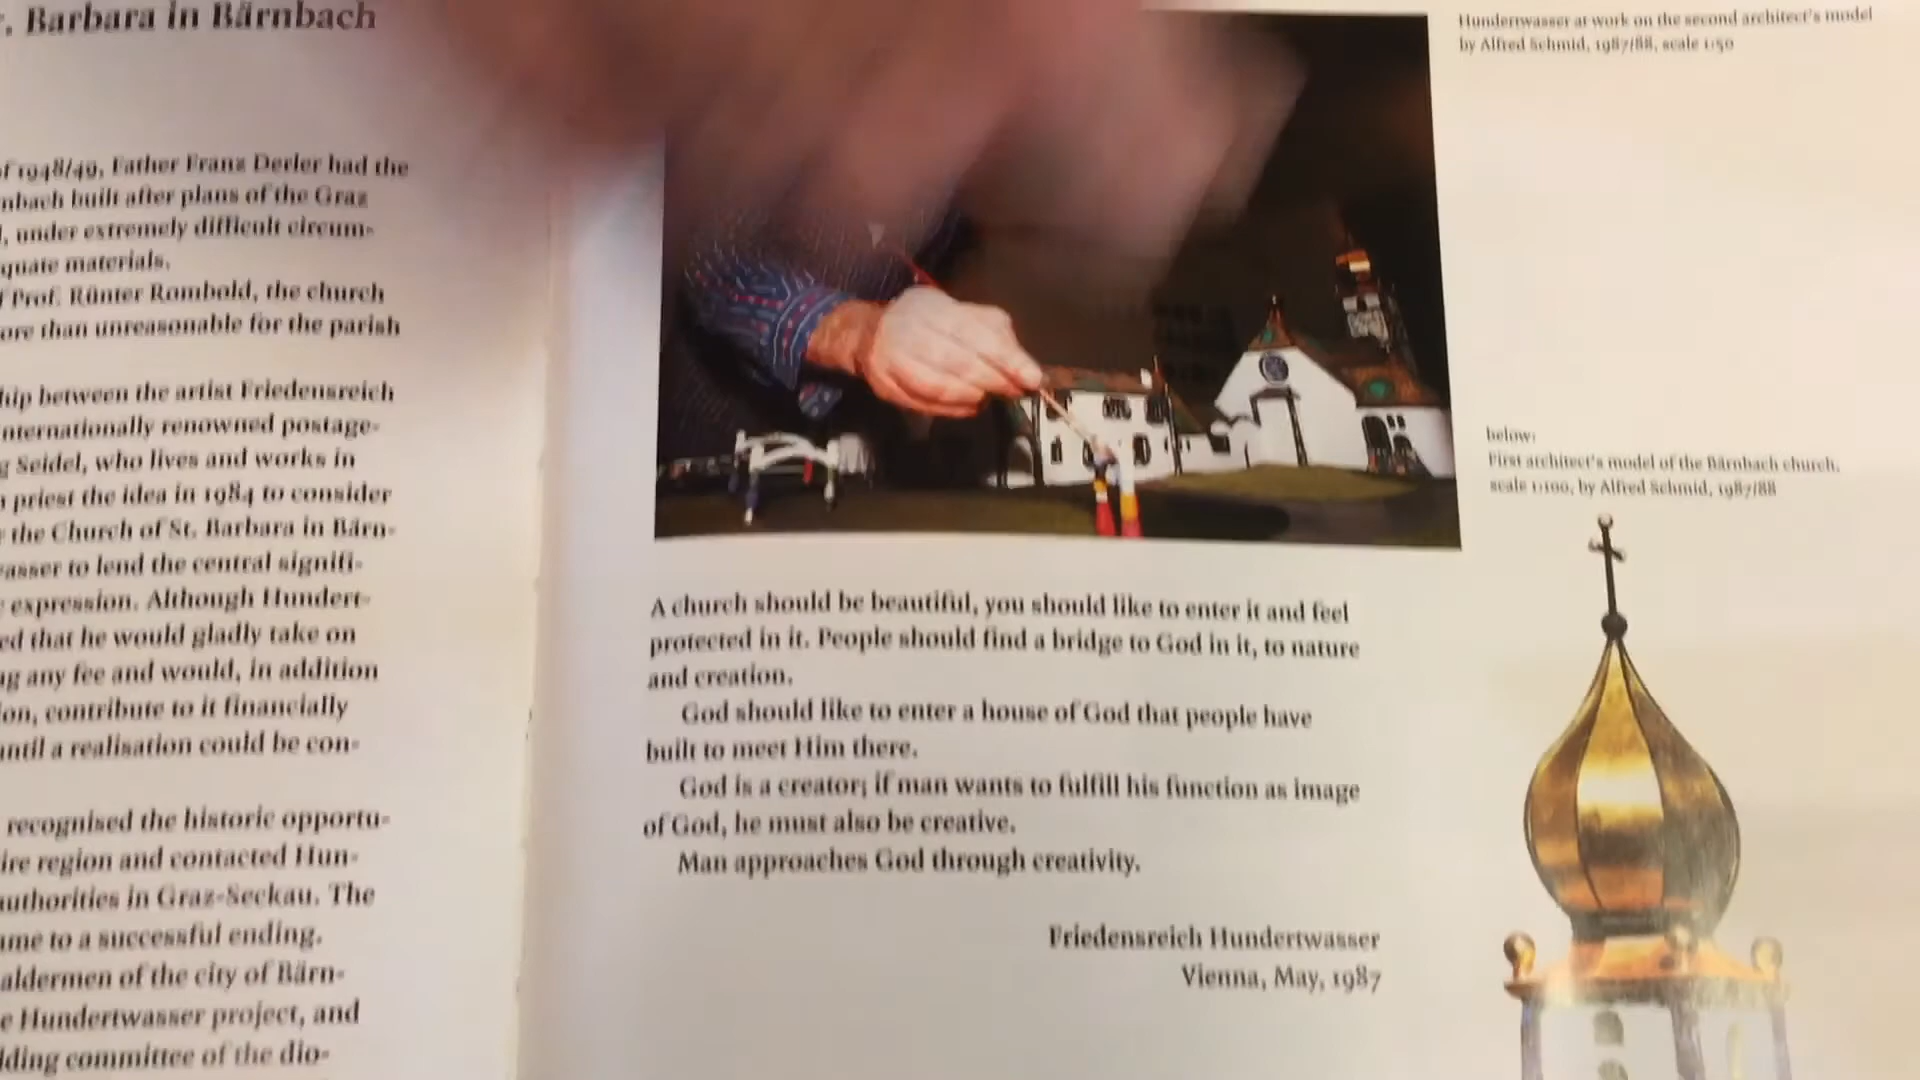 . Barbara in Bärnbach
of 1948/49, Father Franz Derler had the
nbach built after plans of the Graz
, under extremely difficult circum-
quate materials.
f Prof. Rünter Rombold, the church
ore than unreasonable for the parish
hip between the artist Friedensreich
nternationally renowned postage-
g Seidel, who lives and works in
n priest the idea in 1984 to consider
r the Church of St. Barbara in Bärn-
asser to lend the central signifi-
expression. Although Hundert-
ed that he would gladly take on
ng any fee and would, in addition
ion, contribute to it financially
until a realisation could be con-
recognised the historic opportu-
ire region and contacted Hun-
authorities in Graz-Seckau. The
ame to a successful ending.
aldermen of the city of Bärn-
e Hundertwasser project, and
lding committee of the dio-
Hundertwasser at work on the second architect's model
by Alfred Schmid, 1987/88, scale 1:50
below:
First architect's model of the Bärnbach church,
scale 1:100, by Alfred Schmid, 1987/88
A church should be beautiful, you should like to enter it and feel
protected in it. People should find a bridge to God in it, to nature
and creation.
God should like to enter a house of God that people have
built to meet Him there.
God is a creator; if man wants to fulfill his function as image
of God, he must also be creative.
Man approaches God through creativity.
Friedensreich Hundertwasser
Vienna, May, 1987